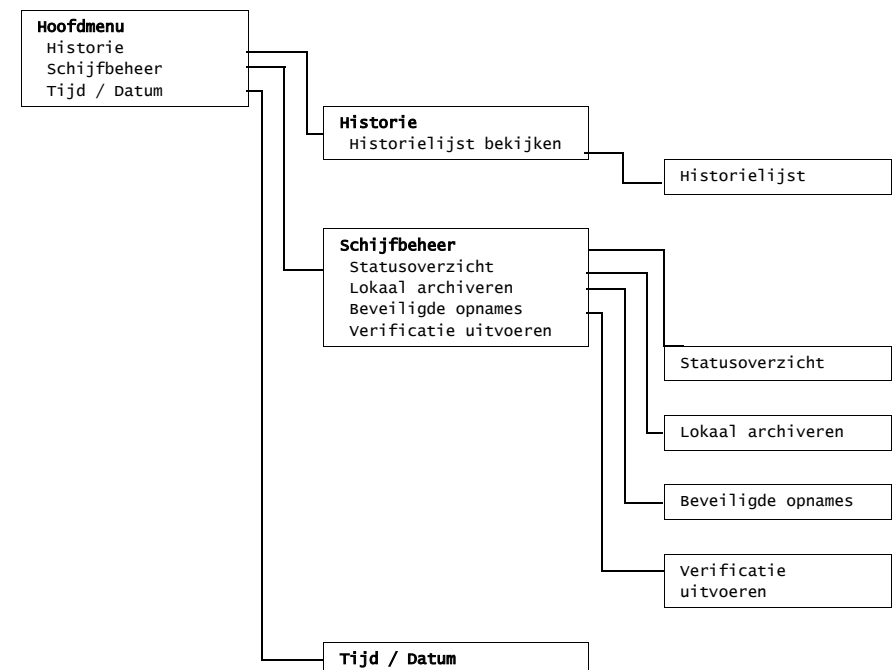 Hoofdmenu
Historie
Schijfbeheer
Tijd / Datum
Historie
Historielijst bekijken
Historielijst
Schijfbeheer
Statusoverzicht
Lokaal archiveren
Beveiligde opnames
Verificatie uitvoeren
Statusoverzicht
Lokaal archiveren
Beveiligde opnames
Verificatie
uitvoeren
Tijd / Datum